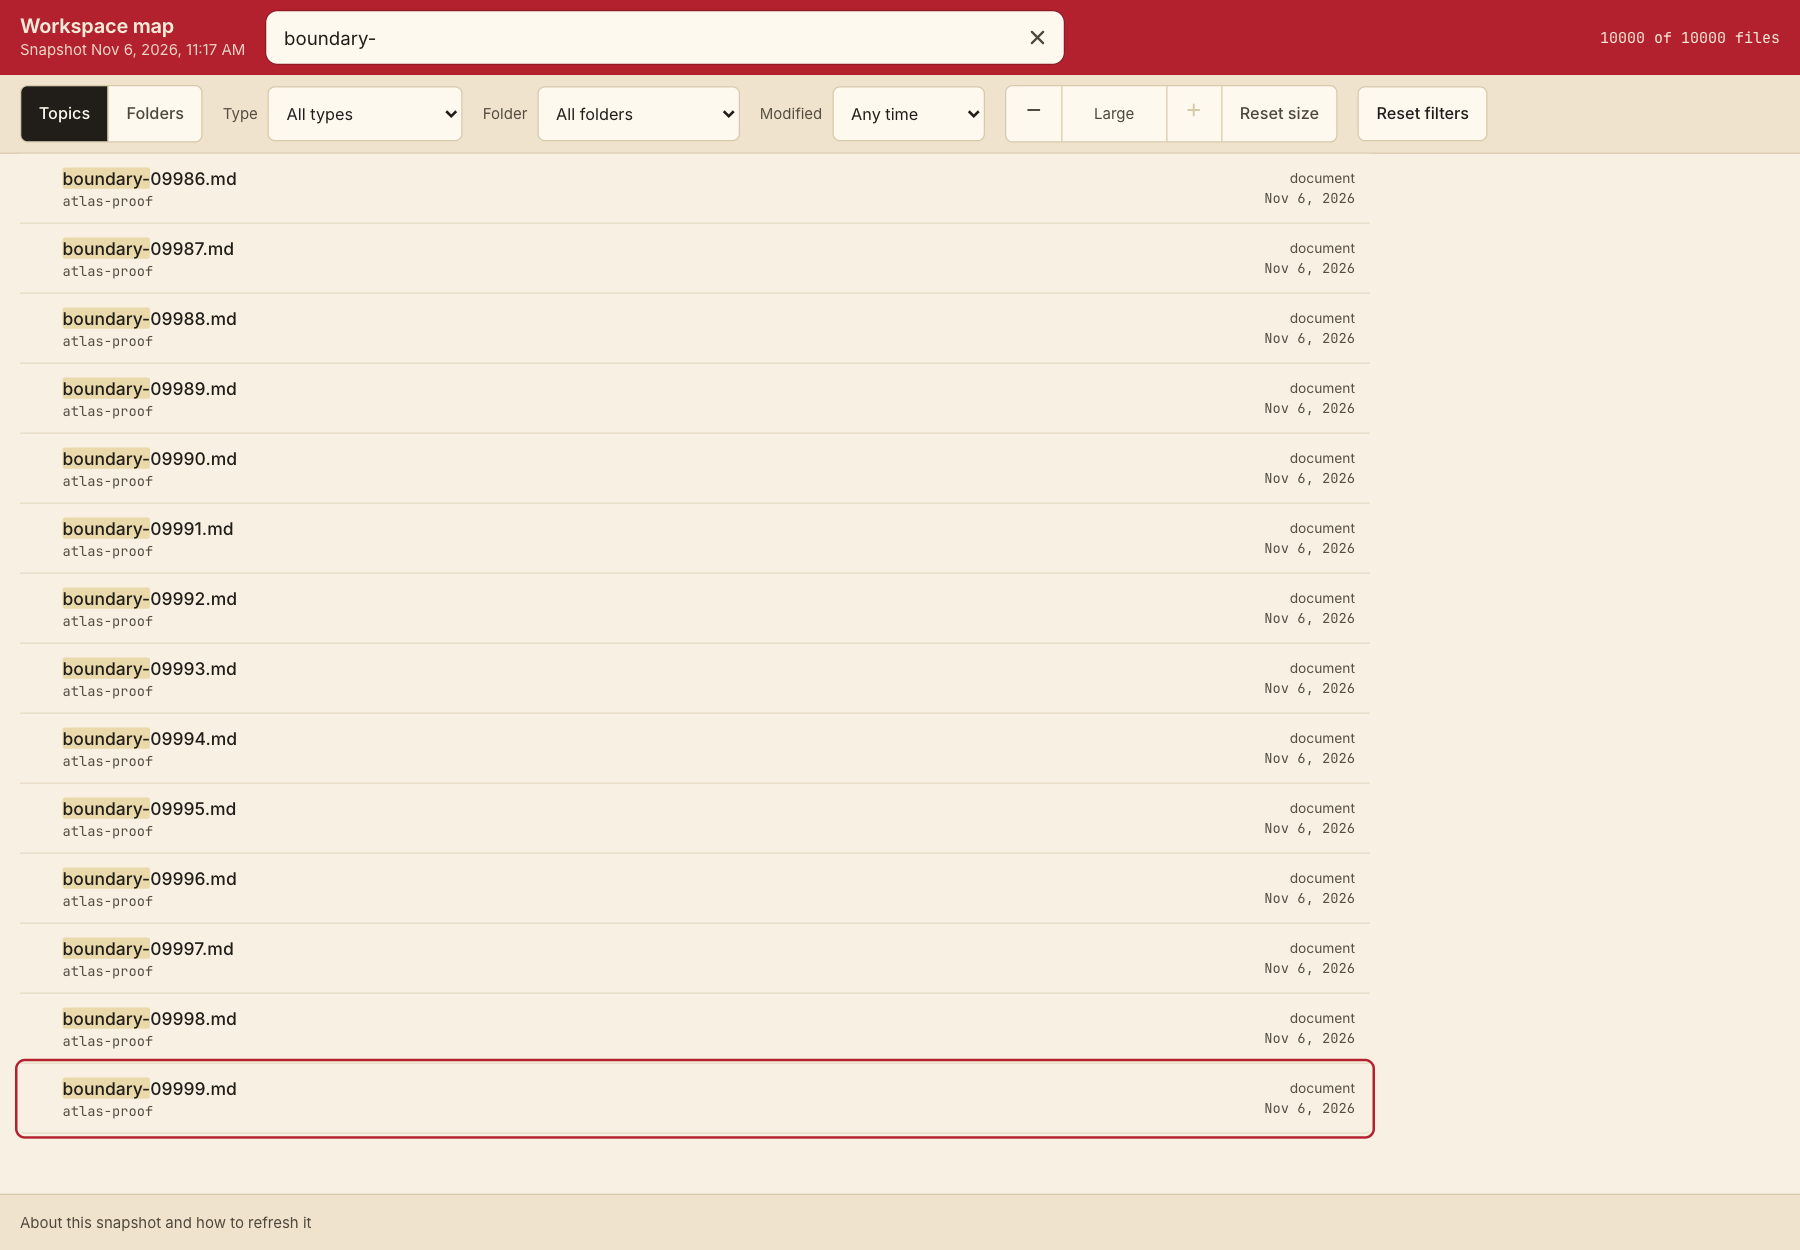 Workspace map
Snapshot Nov 6, 2026, 11:17 AM
boundary-
10000 of 10000 files
Topics
Folders
Type
All types
Folder
All folders
Modified
Any time
Large
Reset size
Reset filters
boundary-09986.md
atlas-proof
document
Nov 6, 2026
boundary-09987.md
atlas-proof
document
Nov 6, 2026
boundary-09988.md
atlas-proof
document
Nov 6, 2026
boundary-09989.md
atlas-proof
document
Nov 6, 2026
boundary-09990.md
atlas-proof
document
Nov 6, 2026
boundary-09991.md
atlas-proof
document
Nov 6, 2026
boundary-09992.md
atlas-proof
document
Nov 6, 2026
boundary-09993.md
atlas-proof
document
Nov 6, 2026
boundary-09994.md
atlas-proof
document
Nov 6, 2026
boundary-09995.md
atlas-proof
document
Nov 6, 2026
boundary-09996.md
atlas-proof
document
Nov 6, 2026
boundary-09997.md
atlas-proof
document
Nov 6, 2026
boundary-09998.md
atlas-proof
document
Nov 6, 2026
boundary-09999.md
atlas-proof
document
Nov 6, 2026
About this snapshot and how to refresh it